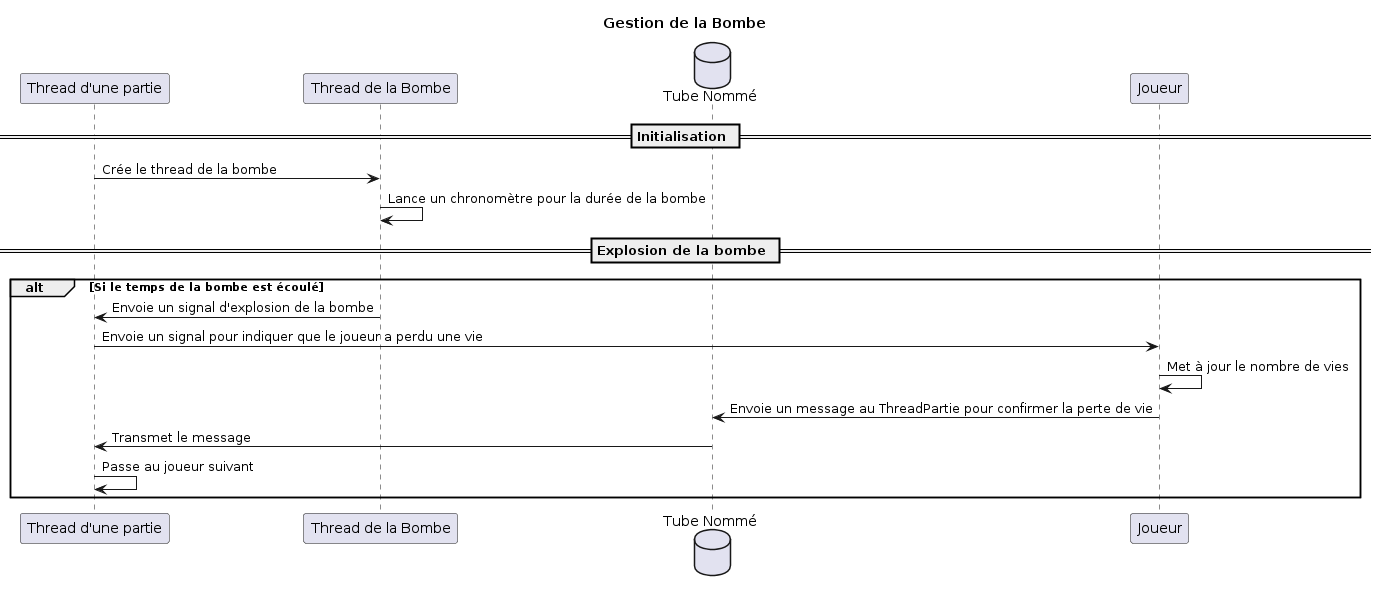 Gestion de la Bombe
Thread d'une partie
Thread de la Bombe
Tube Nommé
Joueur
Initialisation
Crée le thread de la bombe
Lance un chronomètre pour la durée de la bombe
Explosion de la bombe
alt [Si le temps de la bombe est écoulé]
Envoie un signal d'explosion de la bombe
Envoie un signal pour indiquer que le joueur a perdu une vie
Met à jour le nombre de vies
Envoie un message au ThreadPartie pour confirmer la perte de vie
Transmet le message
Passe au joueur suivant
Thread d'une partie
Thread de la Bombe
Tube Nommé
Joueur